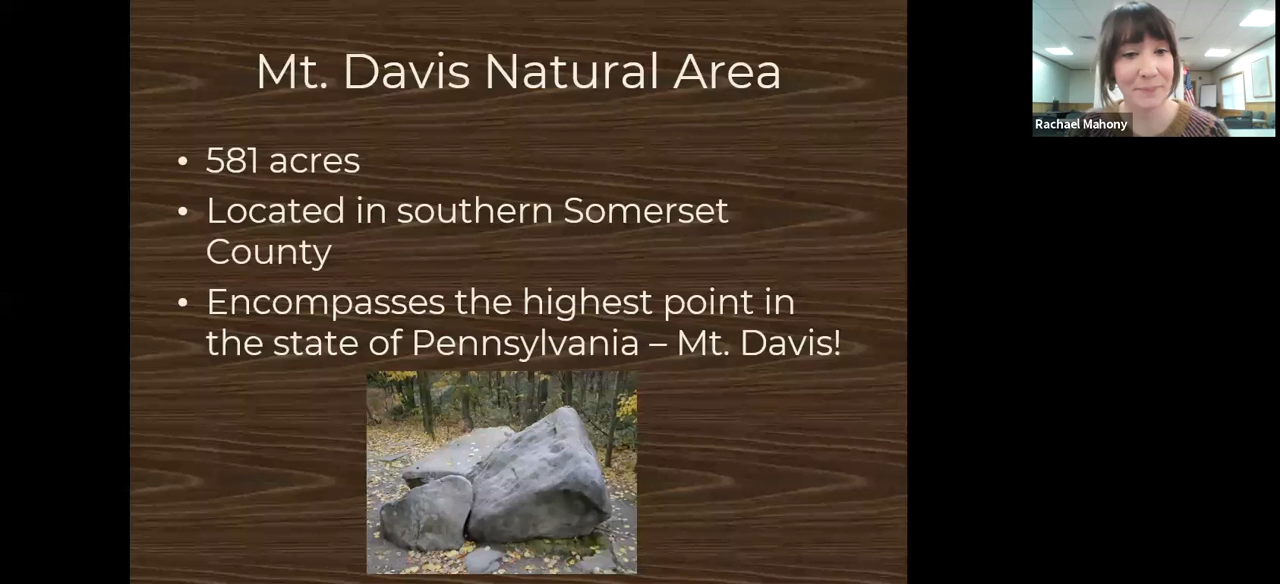 Mt. Davis Natural Area
• 581 acres
• Located in southern Somerset
County
• Encompasses the highest point in
the state of Pennsylvania – Mt. Davis!
Rachael Mahony